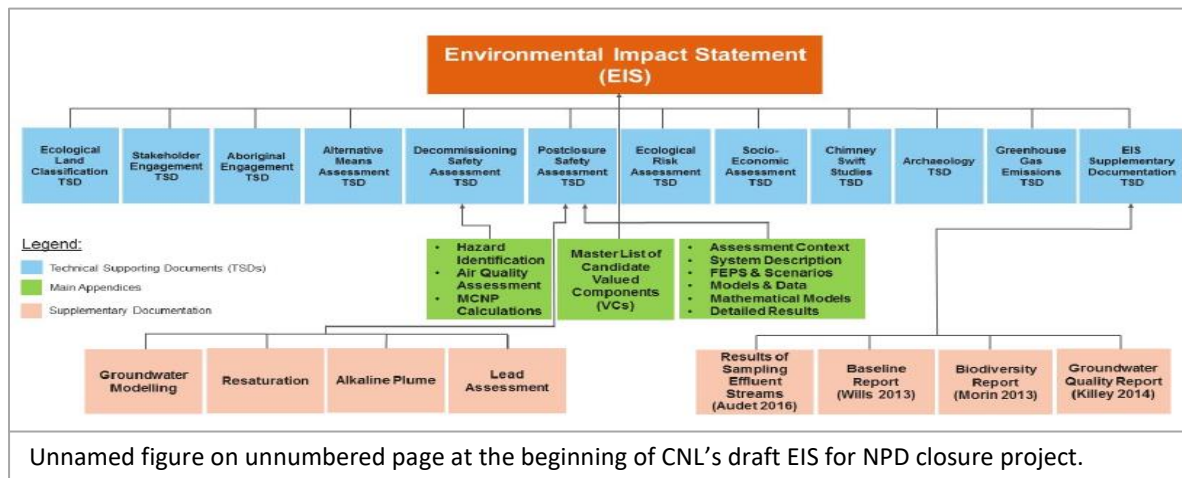 Environmental Impact Statement
(EIS)
Ecological
Land
Classification
TSD
Stakeholder
Engagement
TSD
Aboriginal
Engagement
TSD
Alternative
Means
Assessment
TSD
Decommissioning
Safety
Assessment
TSD
Postclosure
Safety
Assessment
TSD
Ecological
Risk
Assessment
TSD
Socio-
Economic
Assessment
TSD
Chimney
Swift
Studies
TSD
Archaeology
TSD
Greenhouse
Gas
Emissions
TSD
EIS
Supplementary
Documentation
TSD
Legend:
Technical Supporting Documents (TSDs)
Main Appendices
Supplementary Documentation
• Hazard
Identification
• Air Quality
Assessment
• MCNP
Calculations
Master List of
Candidate
Valued
Components
(VCs)
• Assessment Context
• System Description
• FEPS & Scenarios
• Models & Data
• Mathematical Models
• Detailed Results
Groundwater
Modelling
Resaturation
Alkaline Plume
Lead
Assessment
Results of
Sampling
Effluent
Streams
(Audet 2016)
Baseline
Report
(Wills 2013)
Biodiversity
Report
(Morin 2013)
Groundwater
Quality Report
(Killey 2014)
Unnamed figure on unnumbered page at the beginning of CNL’s draft EIS for NPD closure project.